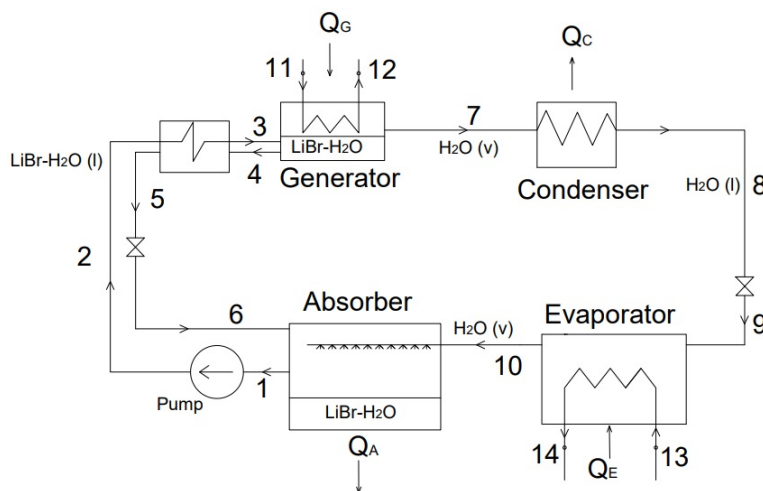 QG
QC
11
12
7
3
LiBr-H2O
H2O (v)
LiBr-H2O (l)
4
Generator
Condenser
H2O (l)
8
5
2
Absorber
Evaporator
6
H2O (v)
9
10
1
Pump
LiBr-H2O
QA
14
QE
13